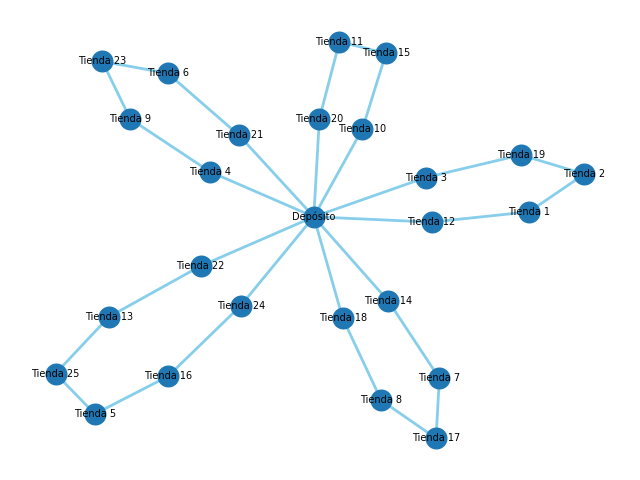 Tienda 11
Tienda 15
Tienda 23
Tienda 6
Tienda 9
Tienda 20
Tienda 10
Tienda 21
Tienda 19
Tienda 4
Tienda 3
Tienda 2
Tienda 1
Depósito
Tienda 12
Tienda 22
Tienda 14
Tienda 24
Tienda 13
Tienda 18
Tienda 25
Tienda 16
Tienda 7
Tienda 8
Tienda 5
Tienda 17